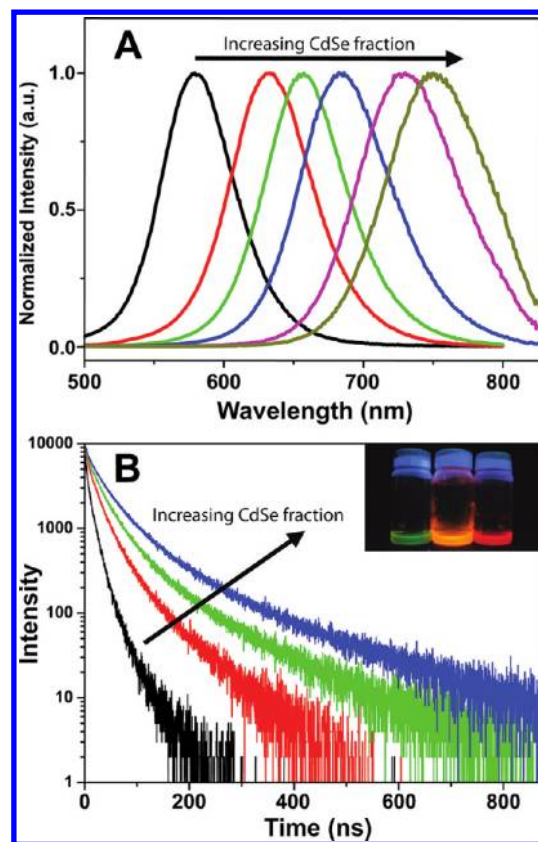 A
Increasing CdSe fraction
1.0
0.5
0.0
Normalized Intensity (a.u.)
500 600 700 800
Wavelength (nm)
B
Increasing CdSe fraction
10000
1000
100
10
1
Intensity
0 200 400 600 800
Time (ns)